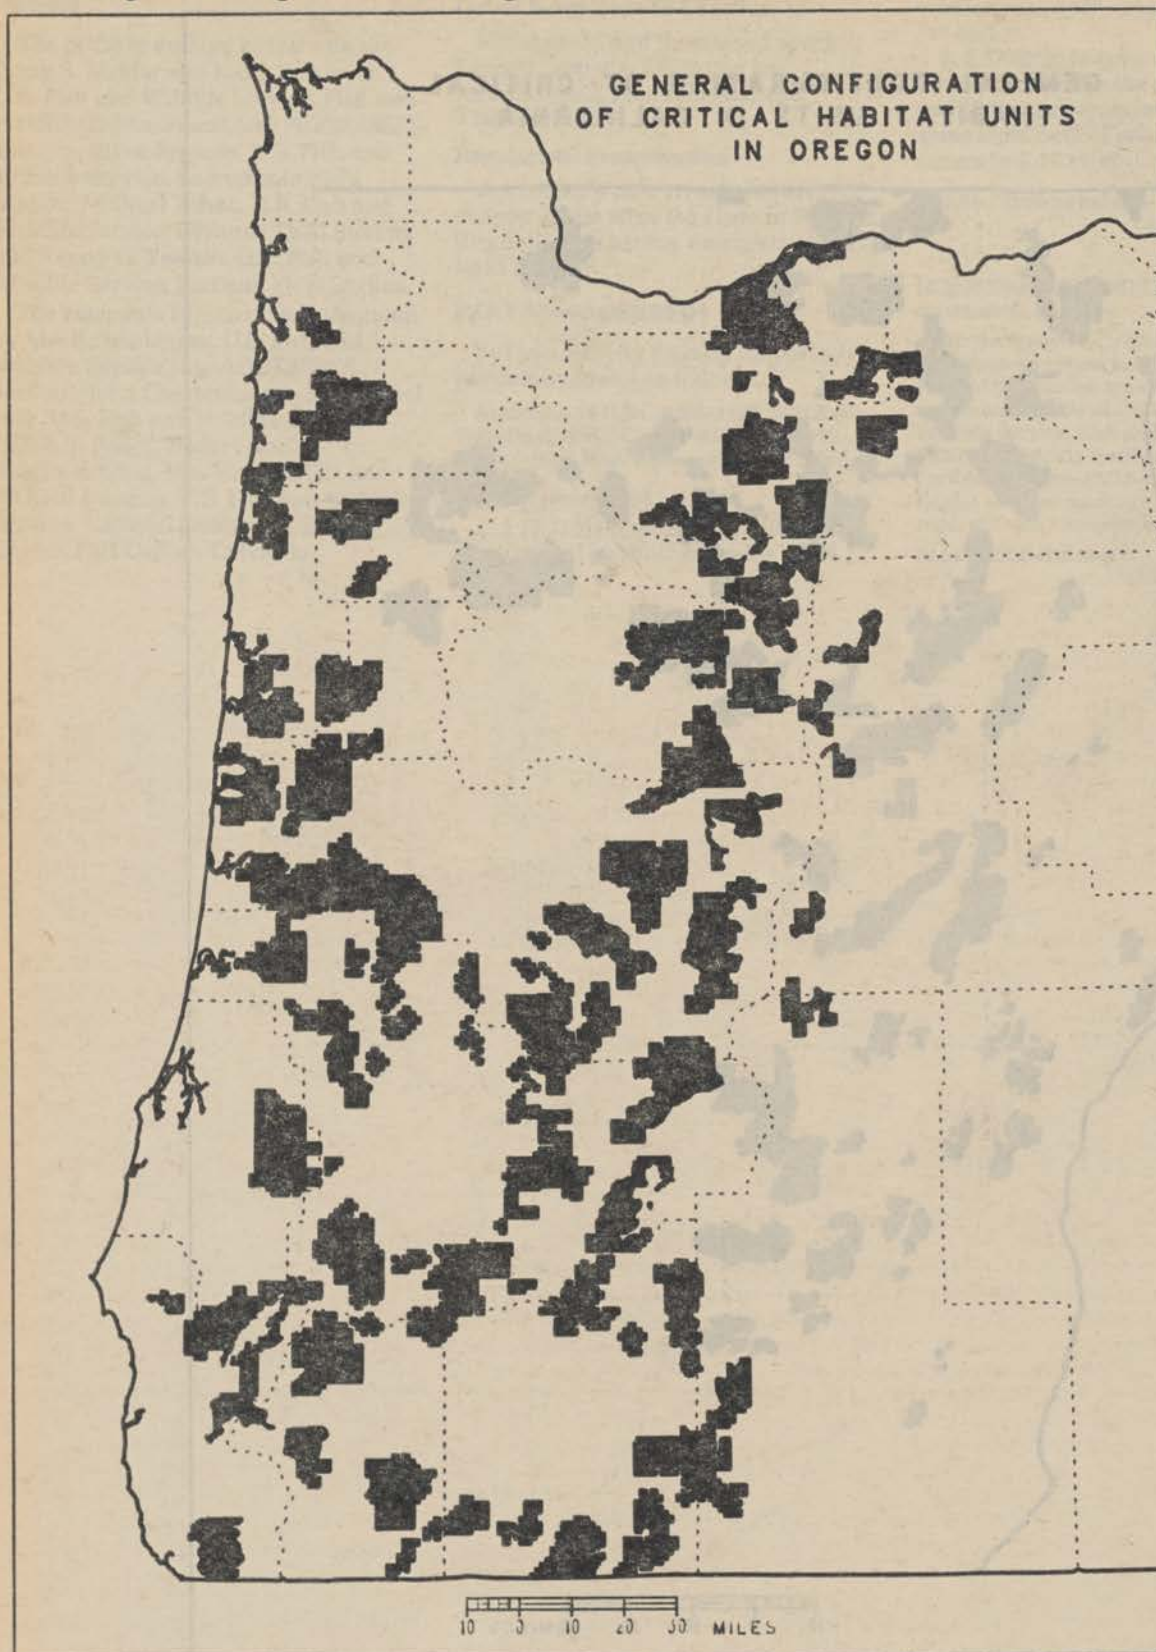 GENERAL CONFIGURATION
OF CRITICAL HABITAT UNITS
IN OREGON
10 0 10 20 30 MILES